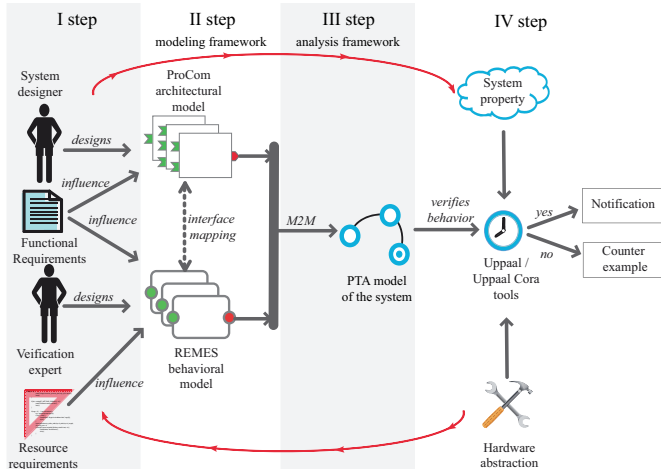 I step
II step
III step
IV step
modeling framework
analysis framework
System
designer
ProCom
architectural
model
System
property
designs
influence
influence
interface
mapping
M2M
verifies
behavior
yes
no
Notification
Counter
example
Functional
Requirements
PTA model
of the system
Uppaal /
Uppaal Cora
tools
designs
Veification
expert
REMES
behavioral
model
influence
Resource
requirements
Hardware
abstraction